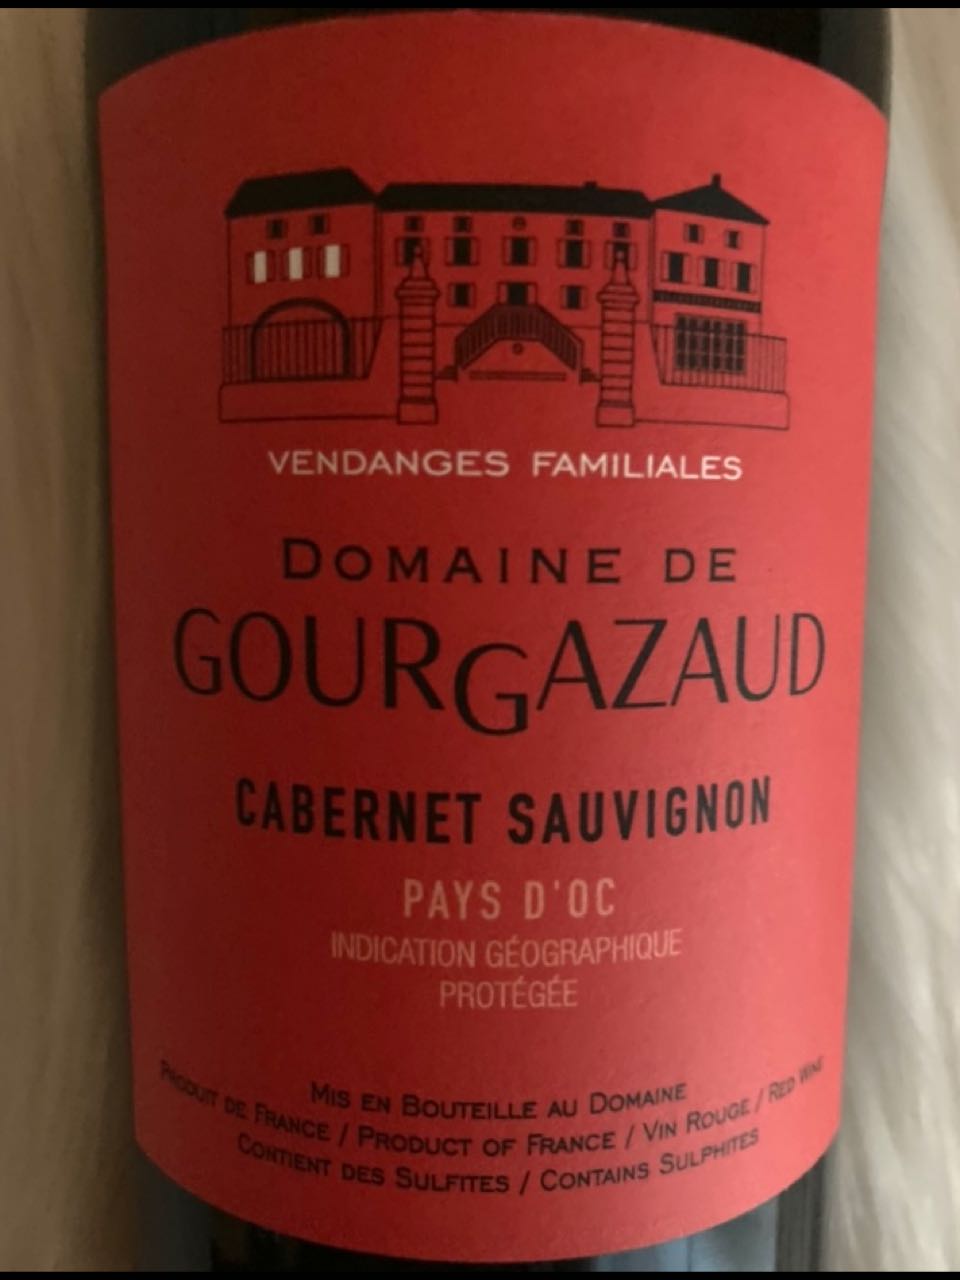 VENDANGES FAMILIALES
DOMAINE DE
GOURGAZAUD
CABERNET SAUVIGNON
PAYS D'OC
INDICATION GÉOGRAPHIQUE
PROTÉGÉE
MIS EN BOUTEILLE AU DOMAINE
PRODUIT DE FRANCE / PRODUCT OF FRANCE / VIN ROUGE / RED WINE
CONTIENT DES SULFITES / CONTAINS SULPHITES